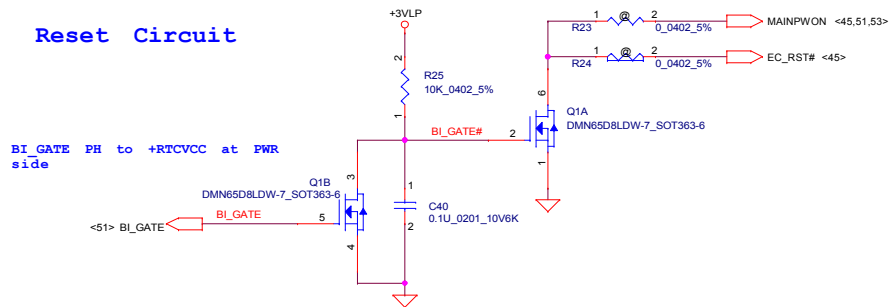 Reset Circuit
+3VLP
2
R25
10K_0402_5%
1
1 @ 2
R23 0_0402_5%
MAINPWON <45,51,53>
1 @ 2
R24 0_0402_5%
EC_RST# <45>
6
Q1A
DMN65D8LDW-7_SOT363-6
BI_GATE#
2
1
BI_GATE PH to +RTCVCC at PWR
side
Q1B
DMN65D8LDW-7_SOT363-6
3
<51> BI_GATE
BI_GATE
5
4
1
C40
0.1U_0201_10V6K
2